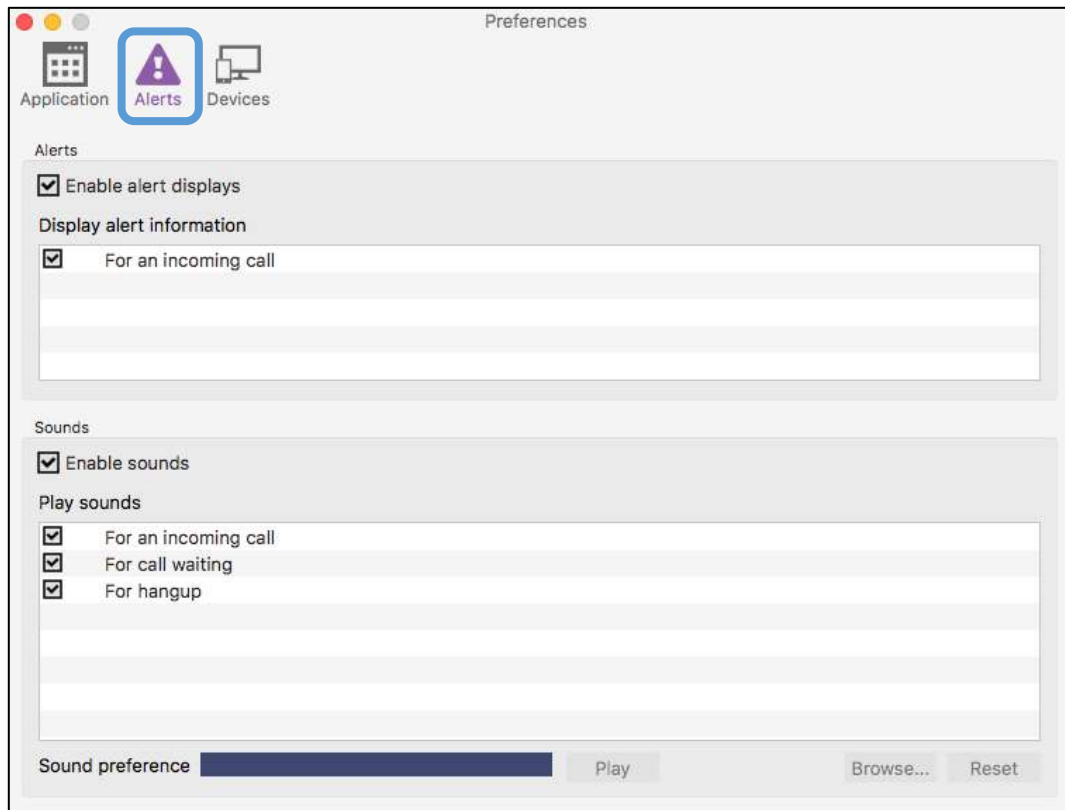 Preferences
Application Alerts Devices
Alerts
Enable alert displays
Display alert information
For an incoming call
Sounds
Enable sounds
Play sounds
For an incoming call
For call waiting
For hangup
Sound preference Play Browse... Reset